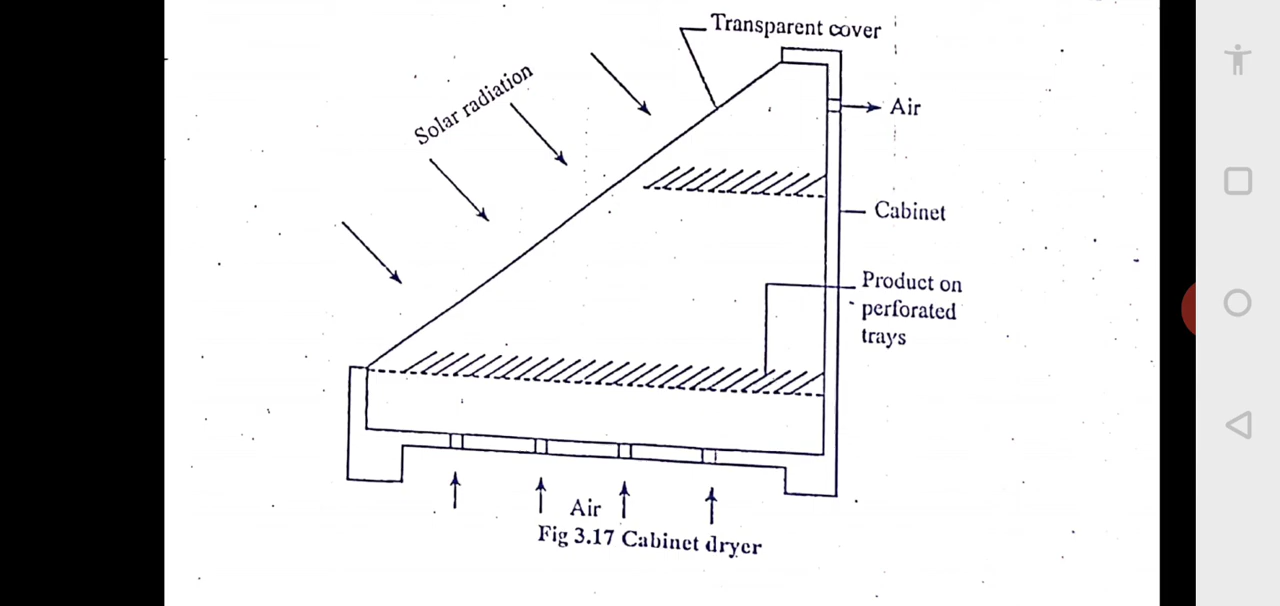 Transparent cover
Solar radiation
Air
Cabinet
Product on
perforated
trays
Air
Fig 3.17 Cabinet dryer